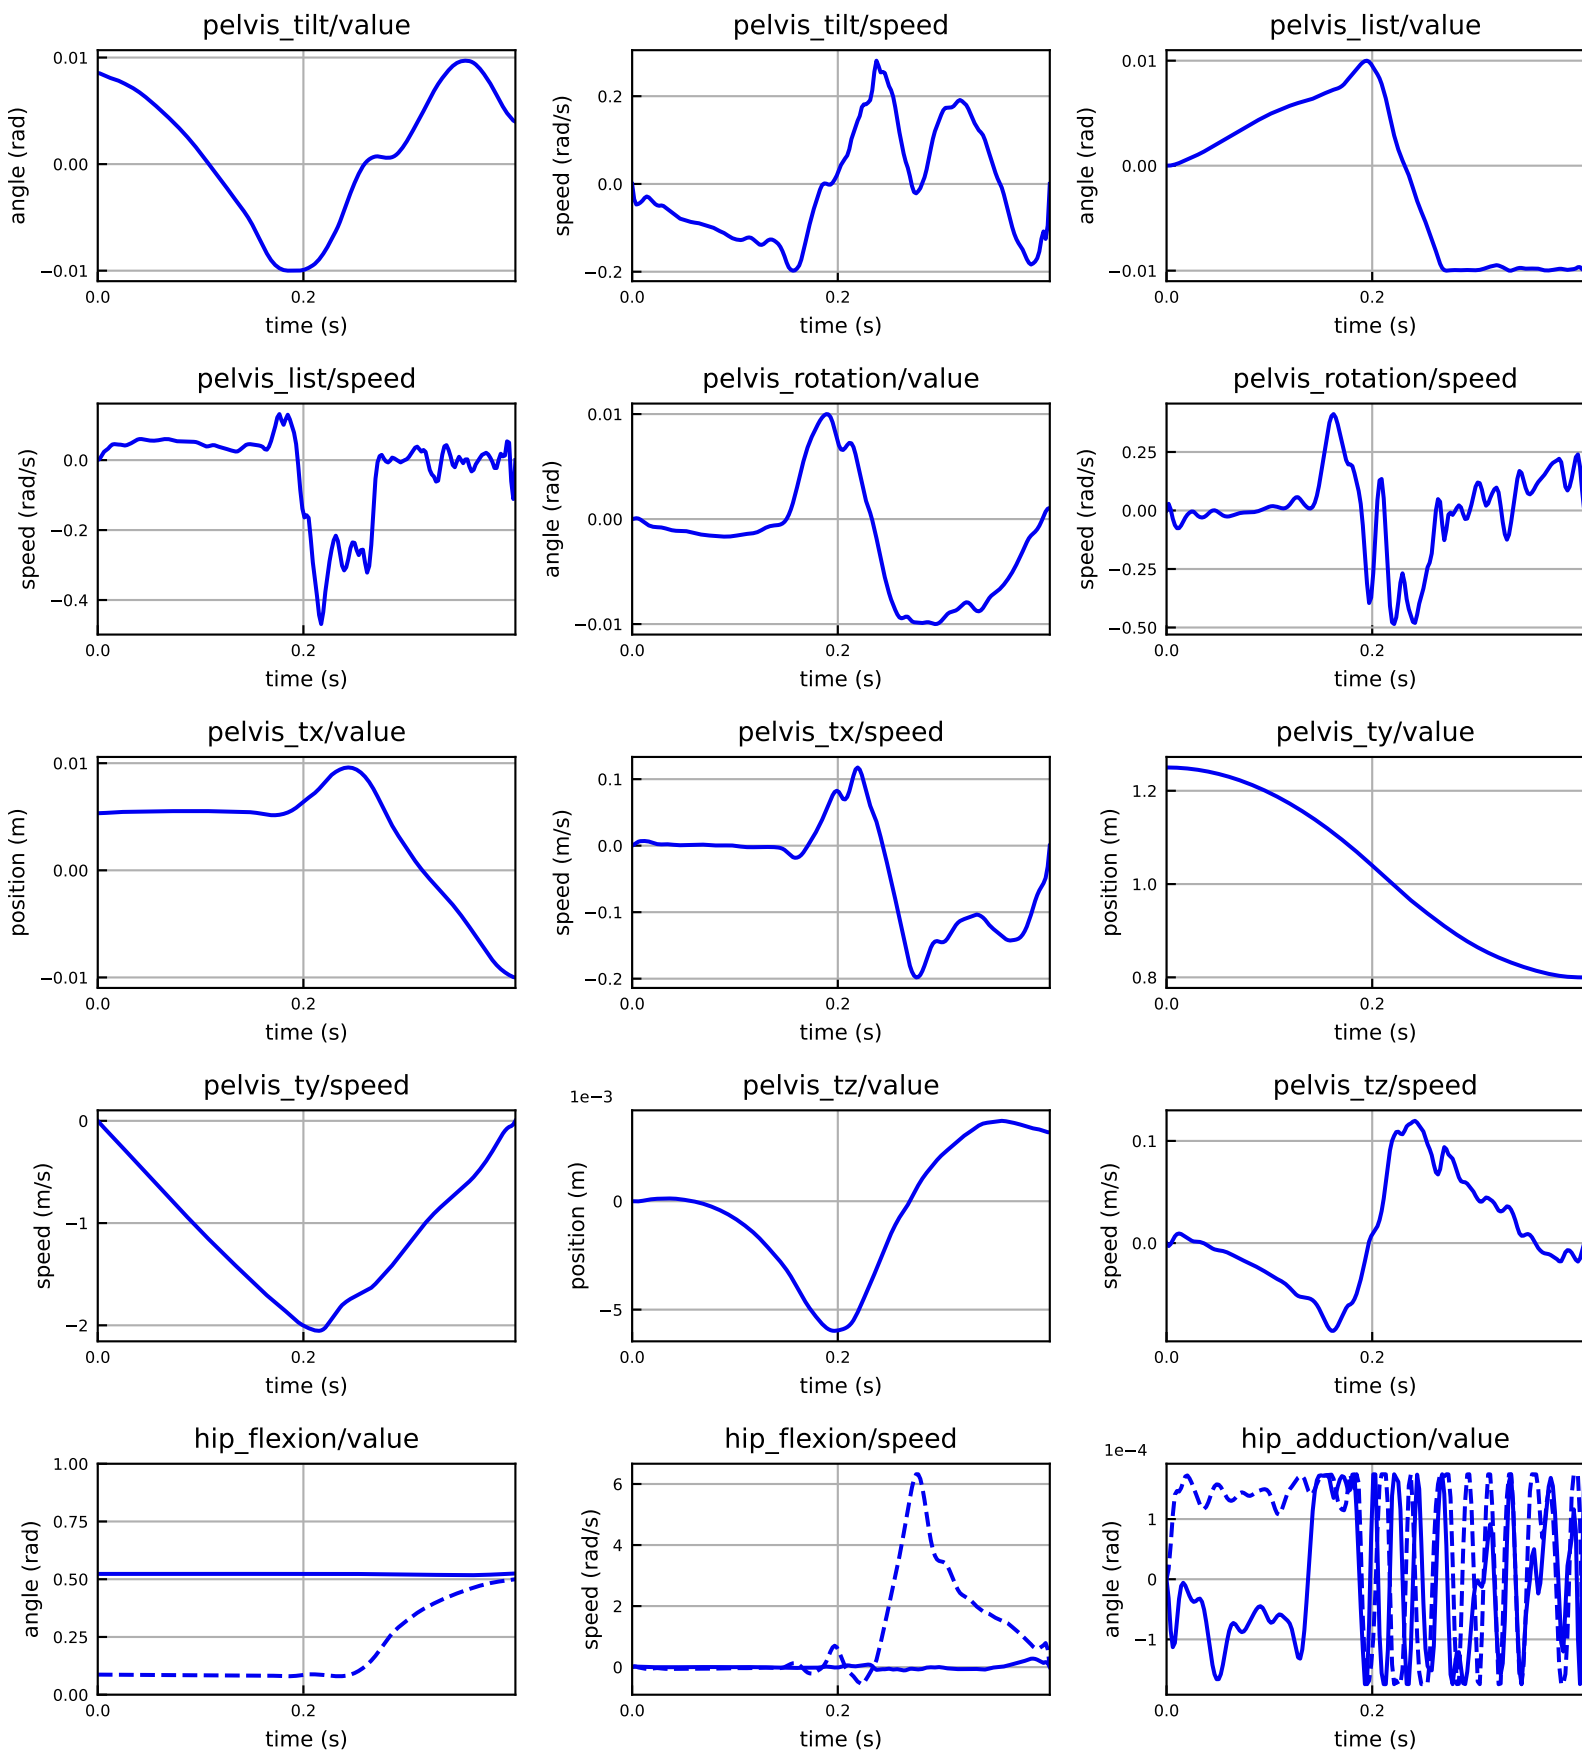 pelvis_tilt/value
pelvis_tilt/speed
pelvis_list/value
0.01
0.00
−0.01
angle (rad)
0.0
0.2
time (s)
0.2
0.0
−0.2
speed (rad/s)
0.0
0.2
time (s)
0.01
0.00
−0.01
angle (rad)
0.0
0.2
time (s)
pelvis_list/speed
pelvis_rotation/value
pelvis_rotation/speed
0.0
−0.2
−0.4
speed (rad/s)
0.0
0.2
time (s)
0.01
0.00
−0.01
angle (rad)
0.0
0.2
time (s)
0.25
0.00
−0.25
−0.50
speed (rad/s)
0.0
0.2
time (s)
pelvis_tx/value
pelvis_tx/speed
pelvis_ty/value
0.01
0.00
−0.01
position (m)
0.0
0.2
time (s)
0.1
0.0
−0.1
−0.2
speed (m/s)
0.0
0.2
time (s)
1.2
1.0
0.8
position (m)
0.0
0.2
time (s)
pelvis_ty/speed
pelvis_tz/value
pelvis_tz/speed
0
−1
−2
speed (m/s)
0.0
0.2
time (s)
1e−3
0
−5
position (m)
0.0
0.2
time (s)
0.1
0.0
speed (m/s)
0.0
0.2
time (s)
hip_flexion/value
hip_flexion/speed
hip_adduction/value
1.00
0.75
0.50
0.25
0.00
angle (rad)
0.0
0.2
time (s)
6
4
2
0
speed (rad/s)
0.0
0.2
time (s)
1e−4
1
0
−1
angle (rad)
0.0
0.2
time (s)